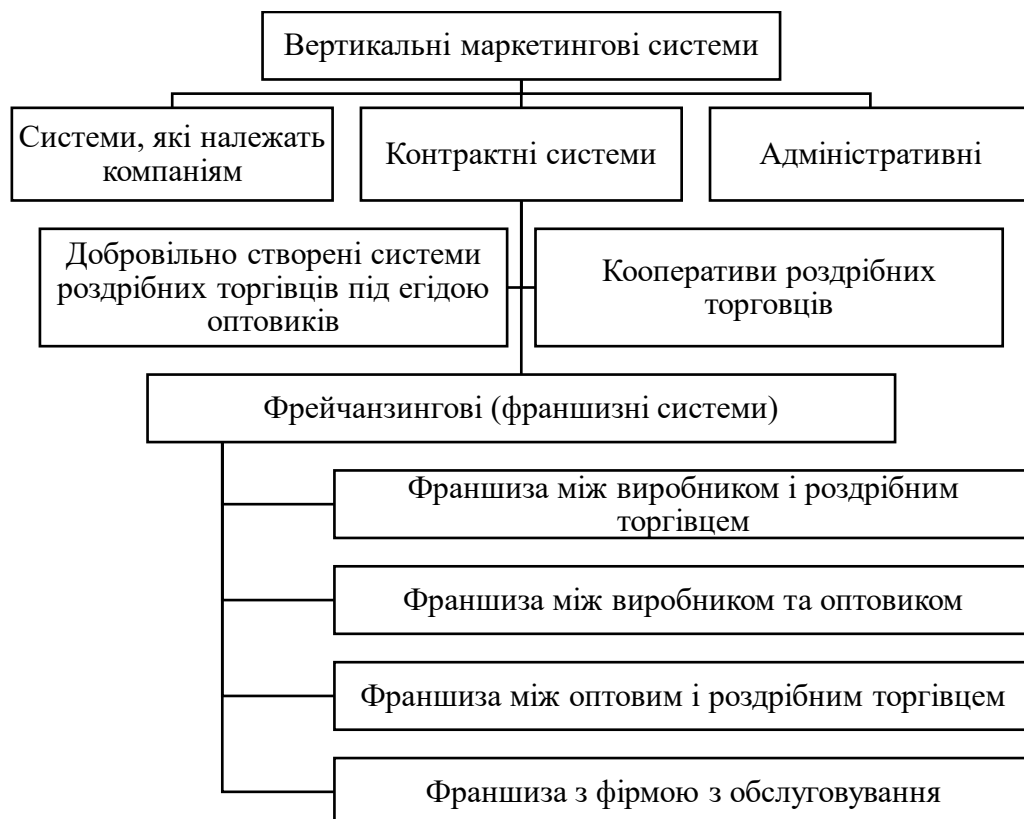 Вертикальні маркетингові системи
Системи, які належать
компаніям
Контрактні системи
Адміністративні
Добровільно створені системи
роздрібних торгівців під егідою
оптовиків
Кооперативи роздрібних
торговців
Фрейчанзингові (франшизні системи)
Франшиза між виробником і роздрібним
торгівцем
Франшиза між виробником та оптовиком
Франшиза між оптовим і роздрібним торгівцем
Франшиза з фірмою з обслуговування